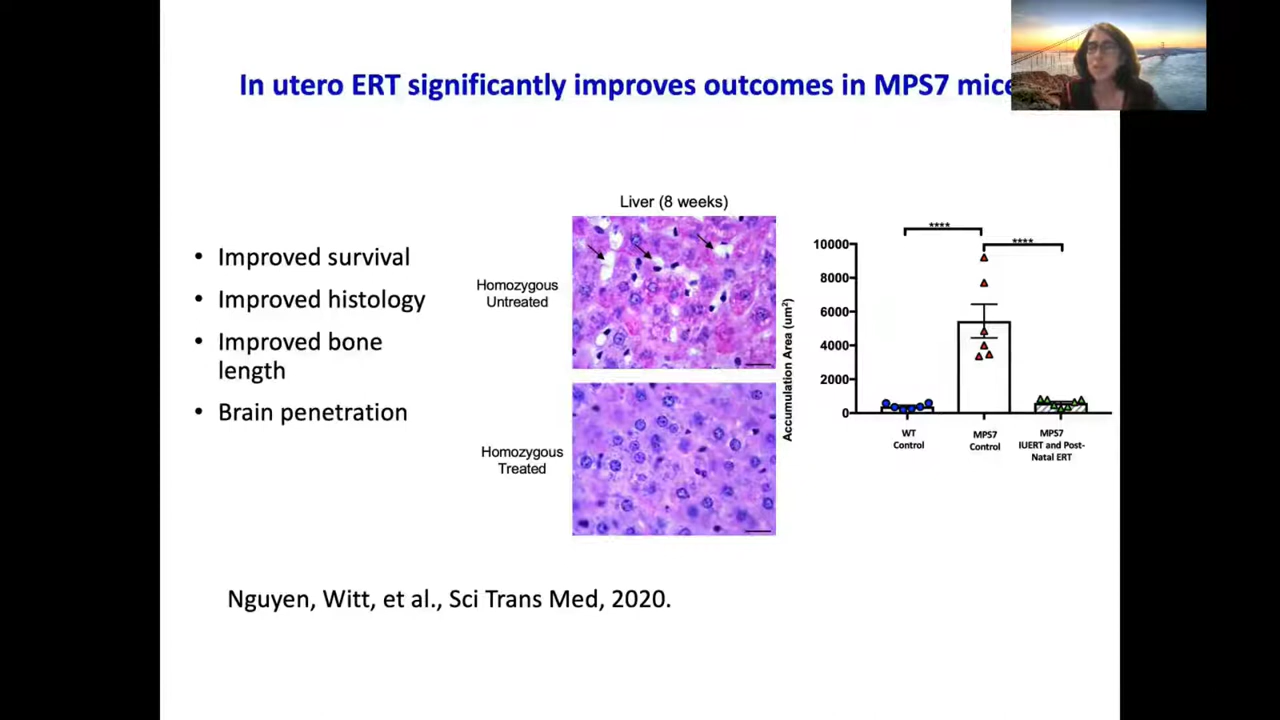 In utero ERT significantly improves outcomes in MPS7 mice
• Improved survival
• Improved histology
• Improved bone
length
• Brain penetration
Liver (8 weeks)
Homozygous
Untreated
Homozygous
Treated
****
****
Accumulation Area (um²)
10000
8000
6000
4000
2000
0
WT
Control
MPS7
Control
MPS7
IUERT and Post-
Natal ERT
Nguyen, Witt, et al., Sci Trans Med, 2020.